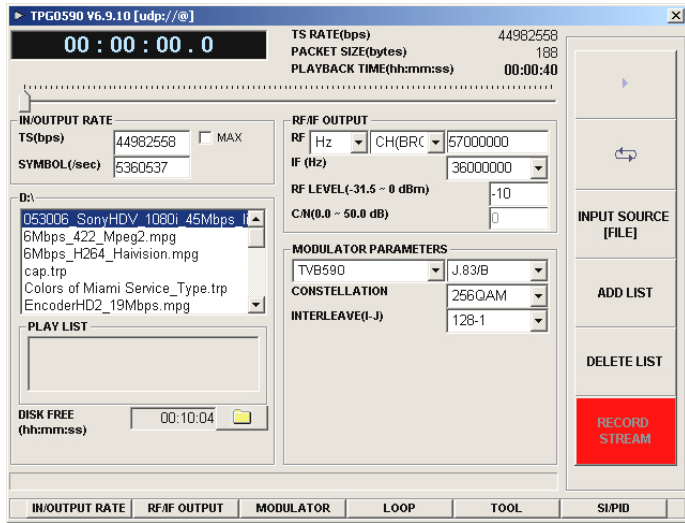 TPG0590 V6.9.10 [udp://@]
00 : 00 : 00 . 0
TS RATE(bps) 44982558
PACKET SIZE(bytes) 188
PLAYBACK TIME(hh:mm:ss) 00:00:40
IN/OUTPUT RATE
TS(bps) 44982558 MAX
SYMBOL(/sec) 5360537
D:\
053006_SonyHDV_1080i_45Mbps_li
6Mbps_422_Mpeg2.mpg
6Mbps_H264_Haivision.mpg
cap.trp
Colors of Miami Service_Type.trp
EncoderHD2_19Mbps.mpg
PLAY LIST
DISK FREE
(hh:mm:ss)
00:10:04
RF/IF OUTPUT
RF Hz CH(BRC 57000000
IF (Hz) 36000000
RF LEVEL(-31.5 ~ 0 dBm) -10
C/N(0.0 ~ 50.0 dB) 0
MODULATOR PARAMETERS
TVB590 J.83/B
CONSTELLATION 256QAM
INTERLEAVE(I-J) 128-1
INPUT SOURCE
[FILE]
ADD LIST
DELETE LIST
RECORD
STREAM
IN/OUTPUT RATE RF/IF OUTPUT MODULATOR LOOP TOOL SI/PID